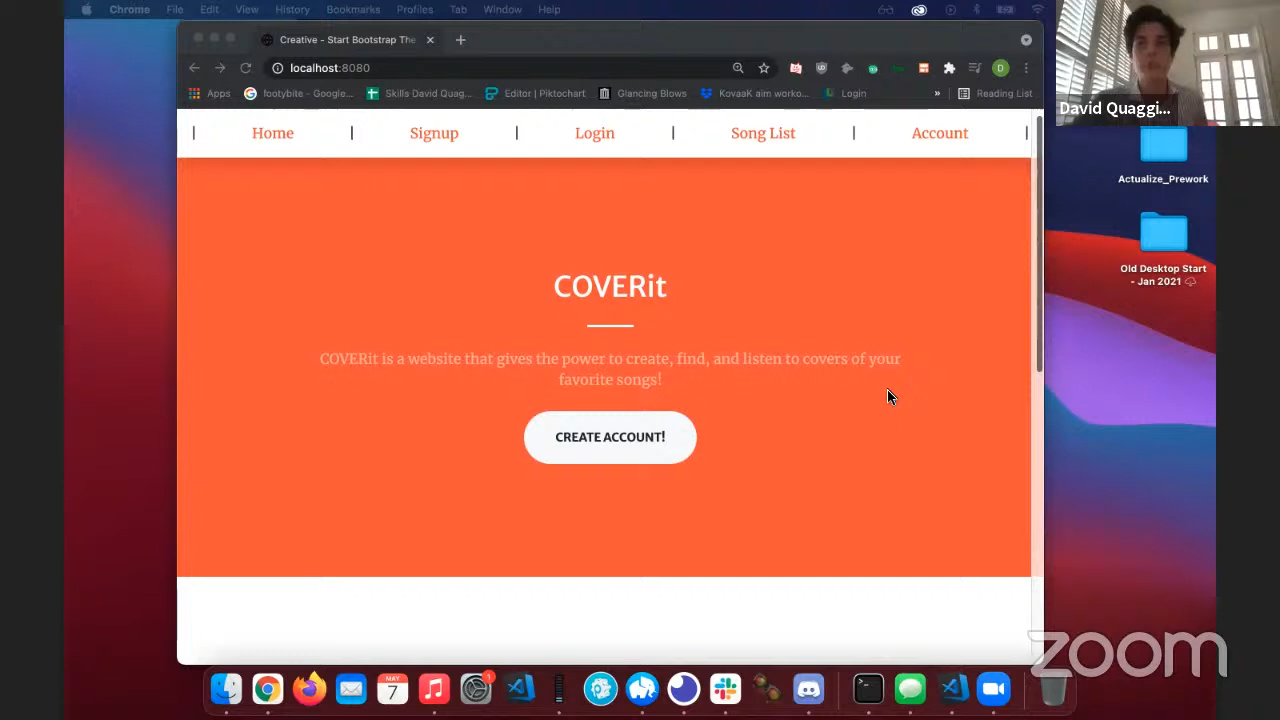 Chrome File Edit View History Bookmarks Profiles Tab Window Help
Creative - Start Bootstrap The
localhost:8080
D
Apps footybite - Google... Skills David Quag... Editor | Piktochart Glancing Blows KovaaK aim worko... Login » Reading List
| Home | Signup | Login | Song List | Account |
COVERit
COVERit is a website that gives the power to create, find, and listen to covers of your
favorite songs!
CREATE ACCOUNT!
David Quaggi...
Actualize_Prework
Old Desktop Start
- Jan 2021
zoom
MAY
7
1